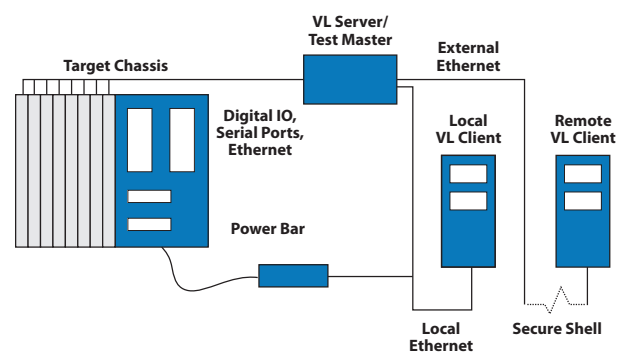 VL Server/
Test Master
Target Chassis
External
Ethernet
Digital IO,
Serial Ports,
Ethernet
Local
VL Client
Remote
VL Client
Power Bar
Local
Ethernet
Secure Shell